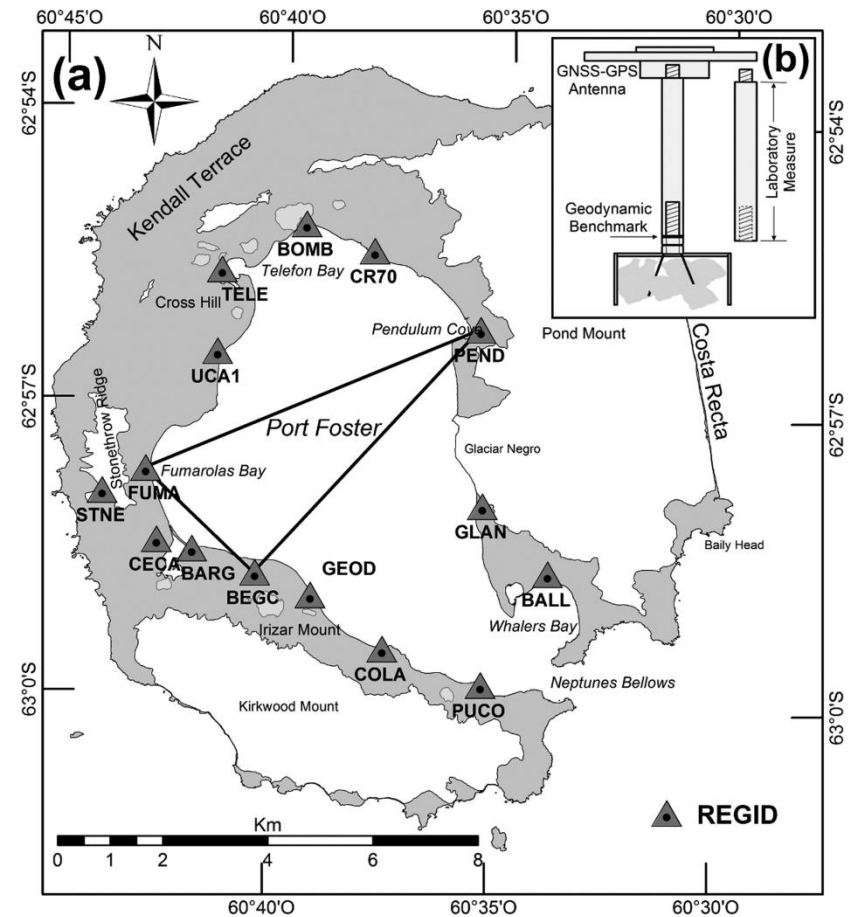 60°45'O
60°40'O
60°35'O
60°30'O
(a)
N
62°54'S
Kendall Terrace
BOMB
Telefon Bay
CR70
TELE
Cross Hill
Pendulum Cove
PEND
Pond Mount
UCA1
62°57'S
Port Foster
Costa Recta
Stonethrow Ridge
Fumarolas Bay
FUMA
STNE
Glaciar Negro
GLAN
CECA
BARG
BEGC
GEOD
BALL
Baily Head
Irizar Mount
Whalers Bay
COLA
63°0'S
Neptunes Bellows
Kirkwood Mount
PUCO
Km
0 1 2 4 6 8
REGID
60°40'O
60°35'O
60°30'O
62°54'S
62°57'S
63°0'S
(b)
GNSS-GPS
Antenna
Laboratory
Measure
Geodynamic
Benchmark